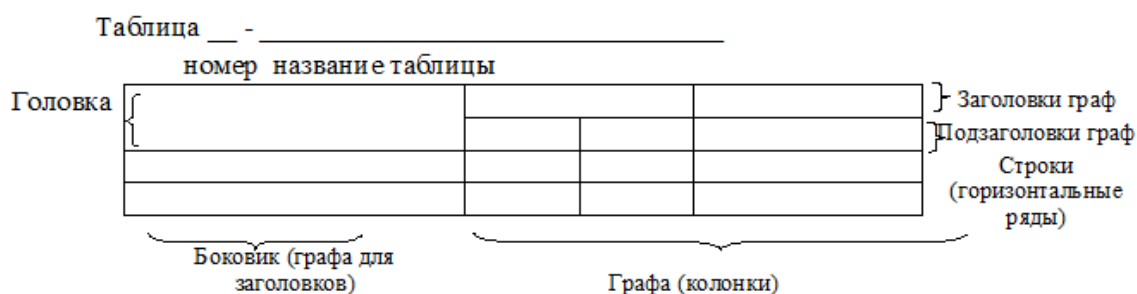 Таблица __ - ________________________________
номер название таблицы
Головка
Заголовки граф
Подзаголовки граф
Строки
(горизонтальные
ряды)
Боковик (графа для
заголовков)
Графа (колонки)